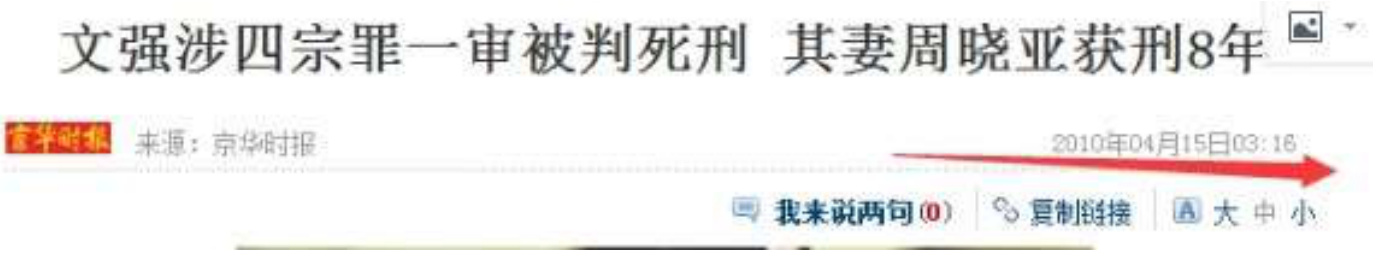 文强涉四宗罪一审被判死刑 其妻周晓亚获刑8年
京华时报 来源：京华时报 2010年04月15日03:16
我来说两句(0) 复制链接 A 大 中 小